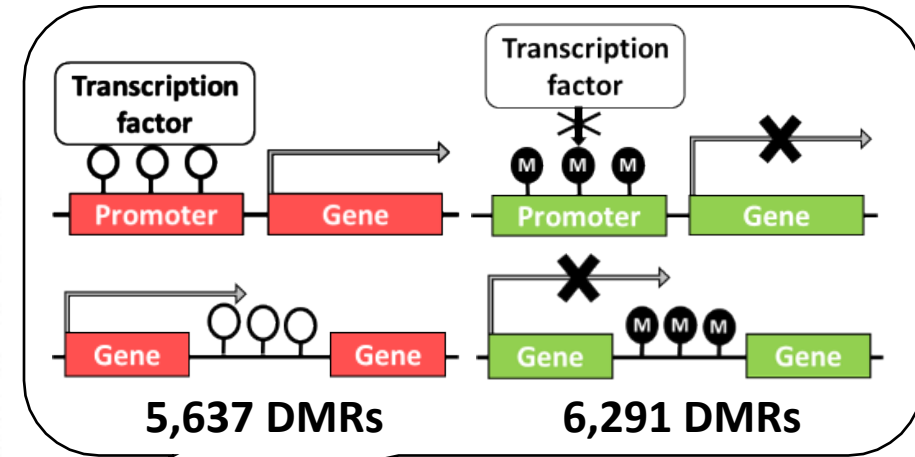 Transcription
factor
Promoter
Gene
Gene
Gene
5,637 DMRs
Transcription
factor
M
M
M
Promoter
Gene
M
M
M
Gene
Gene
6,291 DMRs